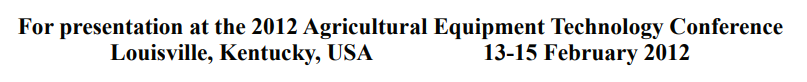 For presentation at the 2012 Agricultural Equipment Technology Conference
Louisville, Kentucky, USA 13-15 February 2012